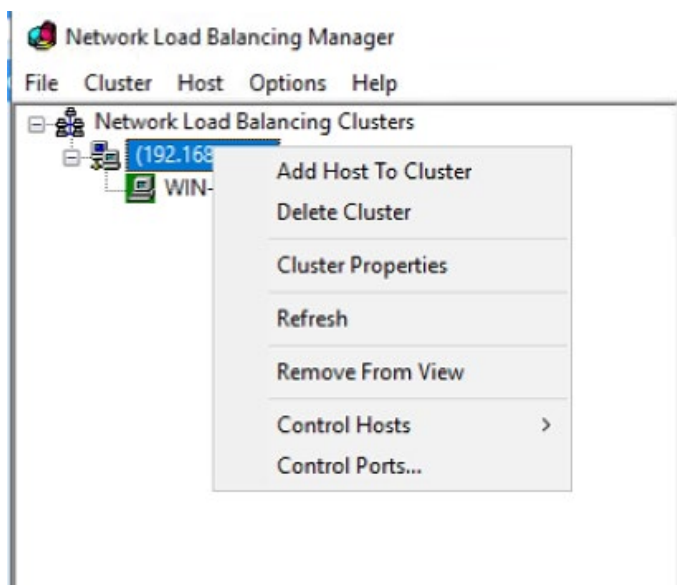 Network Load Balancing Manager
File Cluster Host Options Help
Network Load Balancing Clusters
(192.168
WIN-
Add Host To Cluster
Delete Cluster
Cluster Properties
Refresh
Remove From View
Control Hosts >
Control Ports...